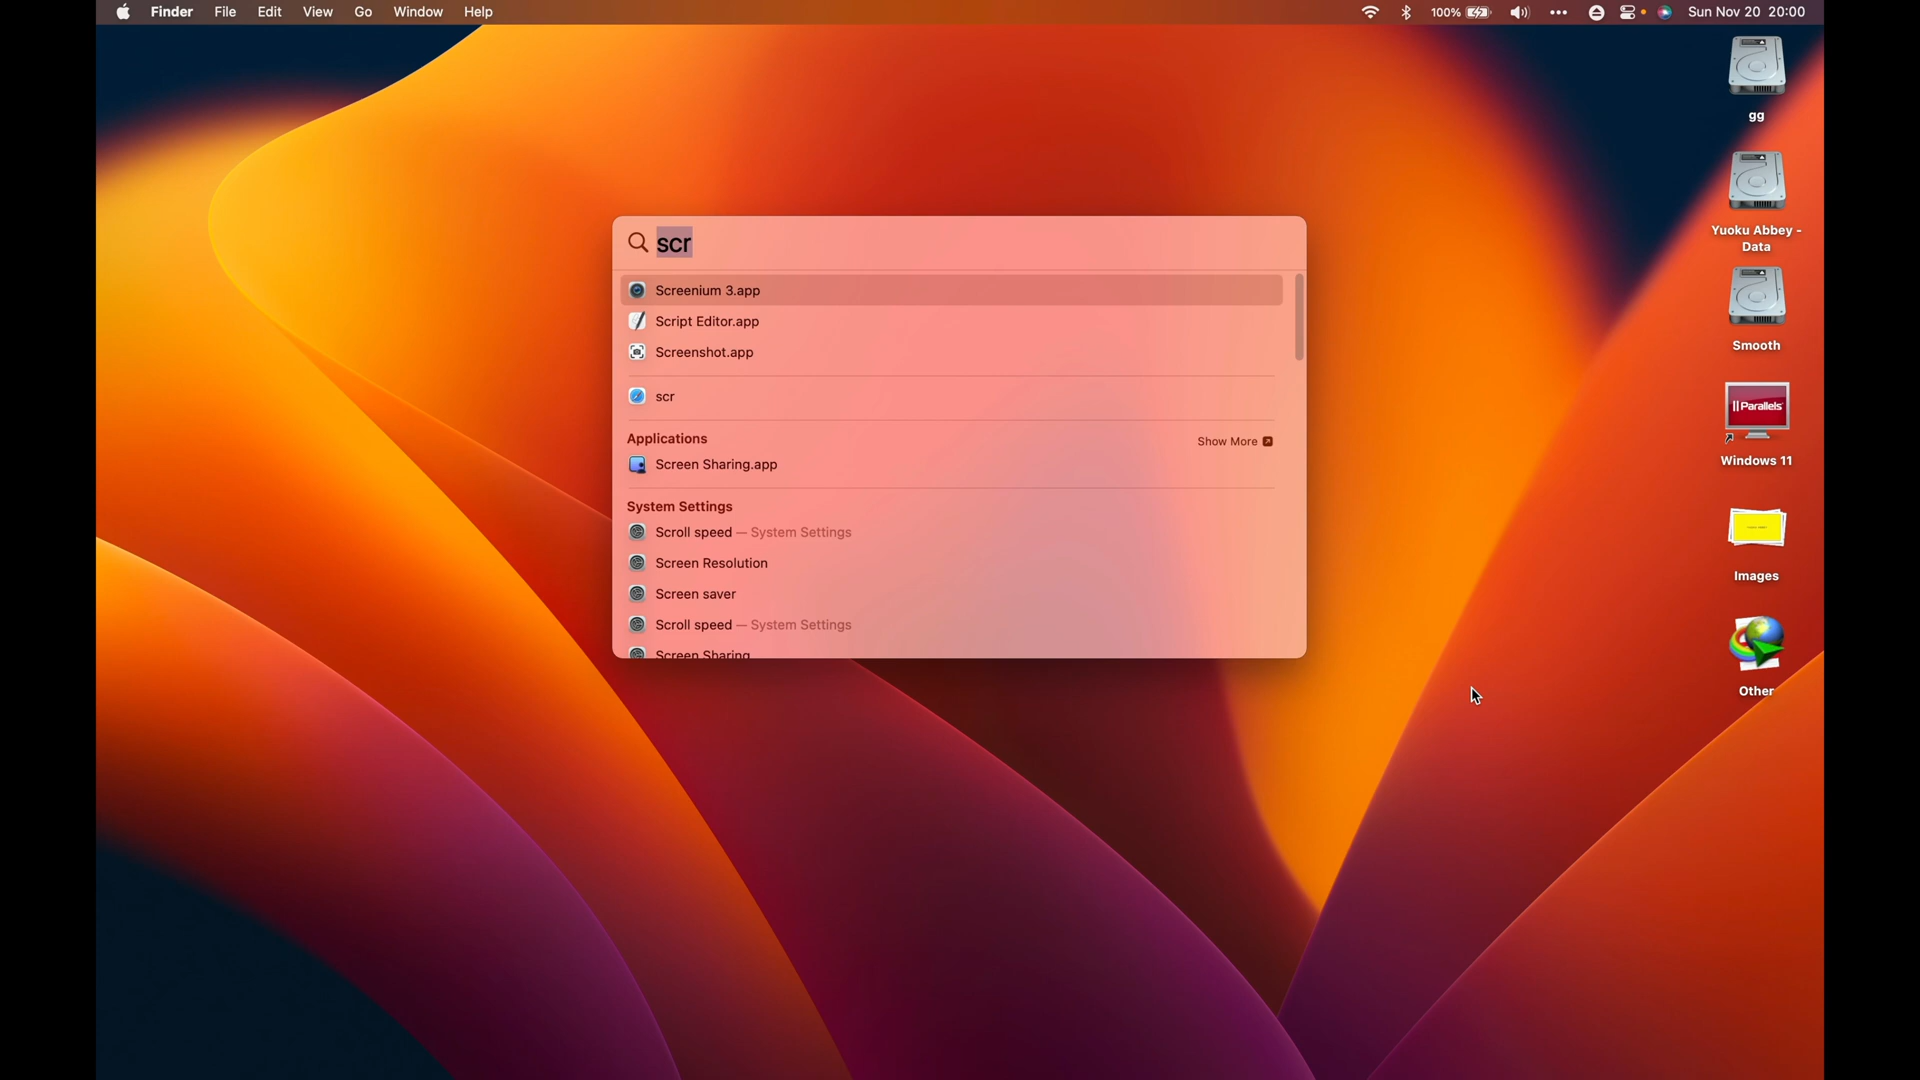 Finder File Edit View Go Window Help 100% Sun Nov 20 20:00
scr
Screenium 3.app
Script Editor.app
Screenshot.app
scr
Applications Show More
Screen Sharing.app
System Settings
Scroll speed — System Settings
Screen Resolution
Screen saver
Scroll speed — System Settings
Screen Sharing
gg
Yuoku Abbey -
Data
Smooth
Parallels
Windows 11
Images
Other